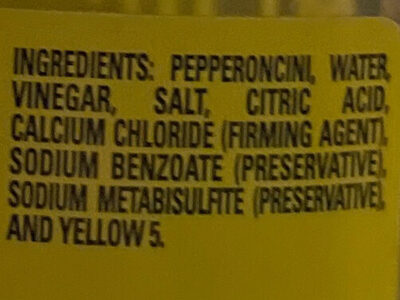 INGREDIENTS: PEPPERONCINI, WATER,
VINEGAR, SALT, CITRIC ACID,
CALCIUM CHLORIDE (FIRMING AGENT),
SODIUM BENZOATE (PRESERVATIVE),
SODIUM METABISULFITE (PRESERVATIVE),
AND YELLOW 5.